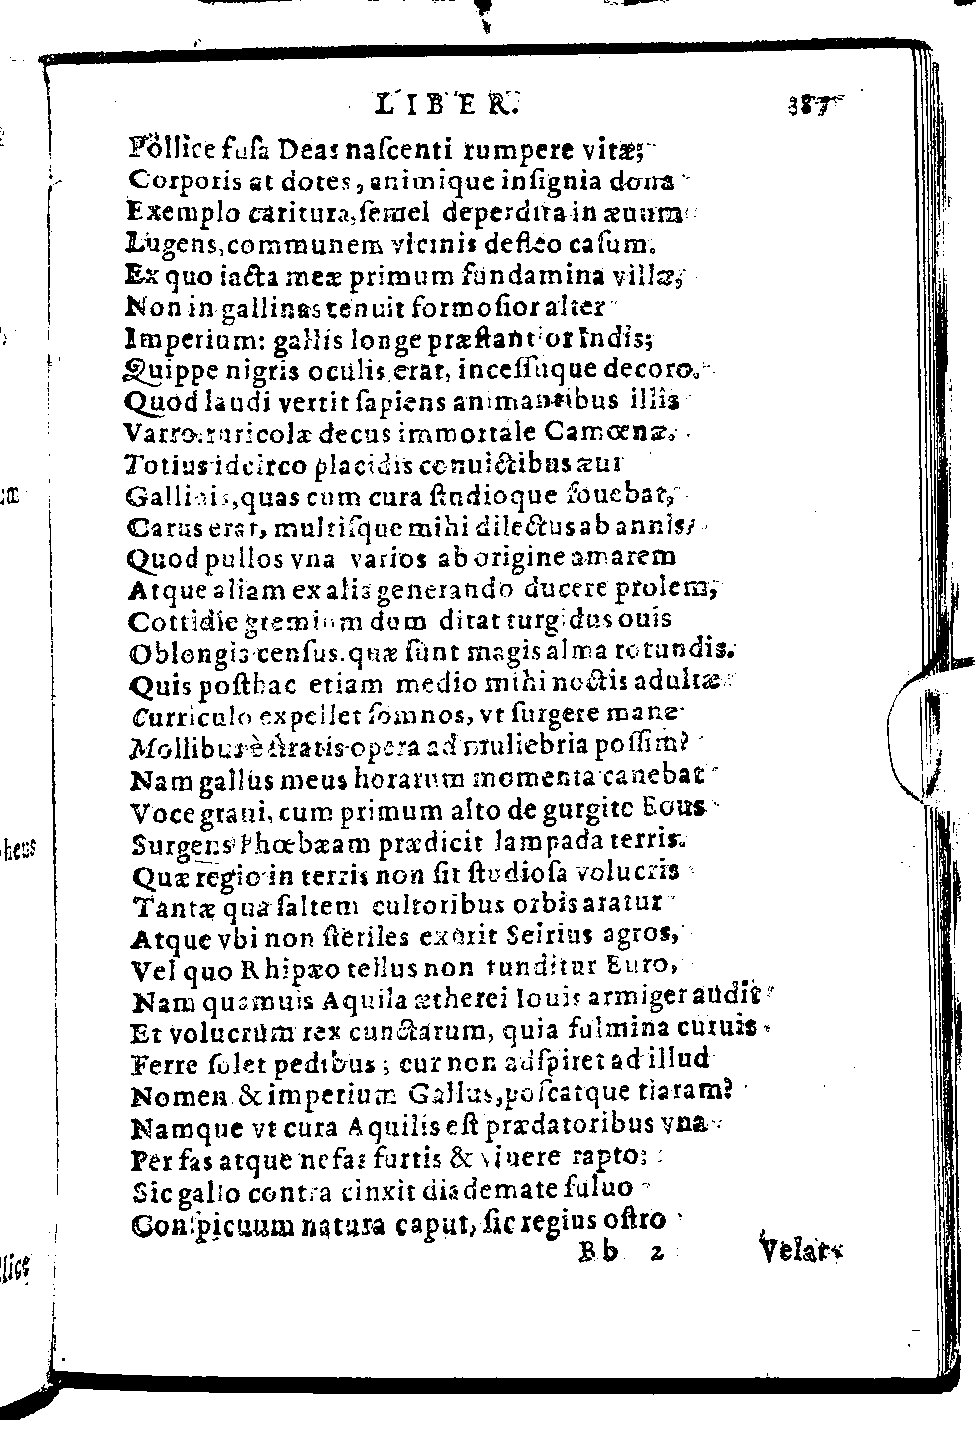 LIBER. 387
Pollice fusa Deas nascenti rumpere vitæ;
Corporis at dotes, animique insignia dona
Exemplo caritura, semel deperdita in æuum
Lugens, communem vicinis defleo casum.
Ex quo iacta meæ primum fundamina villæ,
Non in gallinas tenuit formosior alter
Imperium: gallis longe præstantior Indis;
Quippe nigris oculis erat, incessuque decoro.
Quod laudi vertit sapiens animantibus illis
Varro, ruricolæ decus immortale Camœnæ,
Totius idcirco placidis conuictibus æui
Gallinis, quas cum cura studioque fouebat,
Carus erat, multisque mihi dilectus ab annis,
Quod pullos vna varios ab origine amarem
Atque aliam ex alia generando ducere prolem,
Cottidie gremium dum ditat turgidus ouis
Oblongis census. quæ sunt magis alma rotundis.
Quis posthac etiam medio mihi noctis adultæ
Curriculo expellet somnos, vt surgere mane
Mollibus è stratis opera ad muliebria possim?
Nam gallus meus horarum momenta canebat
Voce graui, cum primum alto de gurgite Eous
Surgens Phœbæam prædicit lampada terris.
Quæ regio in terris non sit studiosa volucris
Tantæ qua saltem cultoribus orbis aratur
Atque vbi non steriles exurit Seirius agros,
Vel quo Rhipæo tellus non tunditur Euro,
Nam quamuis Aquila ætherei Iouis armiger audit
Et volucrum rex cunctarum, quia fulmina curuis
Ferre solet pedibus; cur non adspiret ad illud
Nomen & imperium Gallus, poscatque tiaram?
Namque vt cura Aquilis est prædatoribus vna
Per fas atque nefas furtis & viuere rapto:
Sic gallo contra cinxit diademate fuluo
Conspicuum natura caput, sic regius ostro
Bb 2 Velat